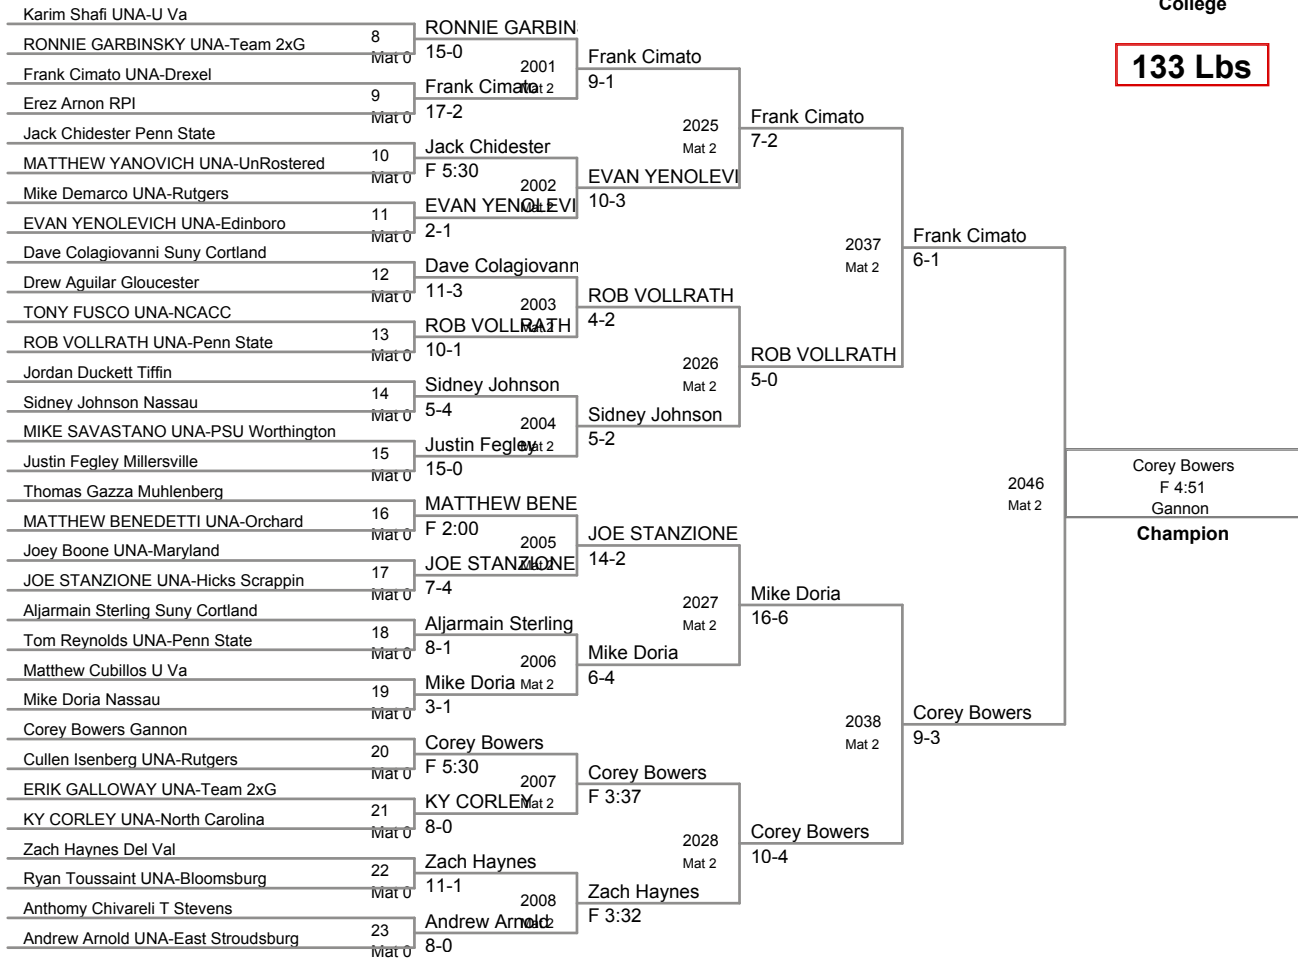 College
133 Lbs
Karim Shafi UNA-U Va
RONNIE GARBINSKY UNA-Team 2xG
Frank Cimato UNA-Drexel
Erez Arnon RPI
Jack Chidester Penn State
MATTHEW YANOVICH UNA-UnRostered
Mike Demarco UNA-Rutgers
EVAN YENOLEVICH UNA-Edinboro
Dave Colagiovanni Suny Cortland
Drew Aguilar Gloucester
TONY FUSCO UNA-NCACC
ROB VOLLRATH UNA-Penn State
Jordan Duckett Tiffin
Sidney Johnson Nassau
MIKE SAVASTANO UNA-PSU Worthington
Justin Fegley Millersville
Thomas Gazza Muhlenberg
MATTHEW BENEDETTI UNA-Orchard
Joey Boone UNA-Maryland
JOE STANZIONE UNA-Hicks Scrappin
Aljarmain Sterling Suny Cortland
Tom Reynolds UNA-Penn State
Matthew Cubillos U Va
Mike Doria Nassau
Corey Bowers Gannon
Cullen Isenberg UNA-Rutgers
ERIK GALLOWAY UNA-Team 2xG
KY CORLEY UNA-North Carolina
Zach Haynes Del Val
Ryan Toussaint UNA-Bloomsburg
Anthomy Chivareli T Stevens
Andrew Arnold UNA-East Stroudsburg
8
Mat 0
9
Mat 0
10
Mat 0
11
Mat 0
12
Mat 0
13
Mat 0
14
Mat 0
15
Mat 0
16
Mat 0
17
Mat 0
18
Mat 0
19
Mat 0
20
Mat 0
21
Mat 0
22
Mat 0
23
Mat 0
RONNIE GARBINS
15-0
Frank Cimato
17-2
Jack Chidester
F 5:30
EVAN YENOLEVI
2-1
Dave Colagiovann
11-3
ROB VOLLRATH
10-1
Sidney Johnson
5-4
Justin Fegley
15-0
MATTHEW BENE
F 2:00
JOE STANZIONE
7-4
Aljarmain Sterling
8-1
Mike Doria
3-1
Corey Bowers
F 5:30
KY CORLEY
8-0
Zach Haynes
11-1
Andrew Arnold
8-0
2001
Mat 2
2002
Mat 2
2003
Mat 2
2004
Mat 2
2005
Mat 2
2006
Mat 2
2007
Mat 2
2008
Mat 2
Frank Cimato
9-1
EVAN YENOLEVI
10-3
ROB VOLLRATH
4-2
Sidney Johnson
5-2
JOE STANZIONE
14-2
Mike Doria
6-4
Corey Bowers
F 3:37
Zach Haynes
F 3:32
2025
Mat 2
2026
Mat 2
2027
Mat 2
2028
Mat 2
Frank Cimato
7-2
ROB VOLLRATH
5-0
Mike Doria
16-6
Corey Bowers
10-4
2037
Mat 2
2038
Mat 2
Frank Cimato
6-1
Corey Bowers
9-3
2046
Mat 2
Corey Bowers
F 4:51
Gannon
Champion